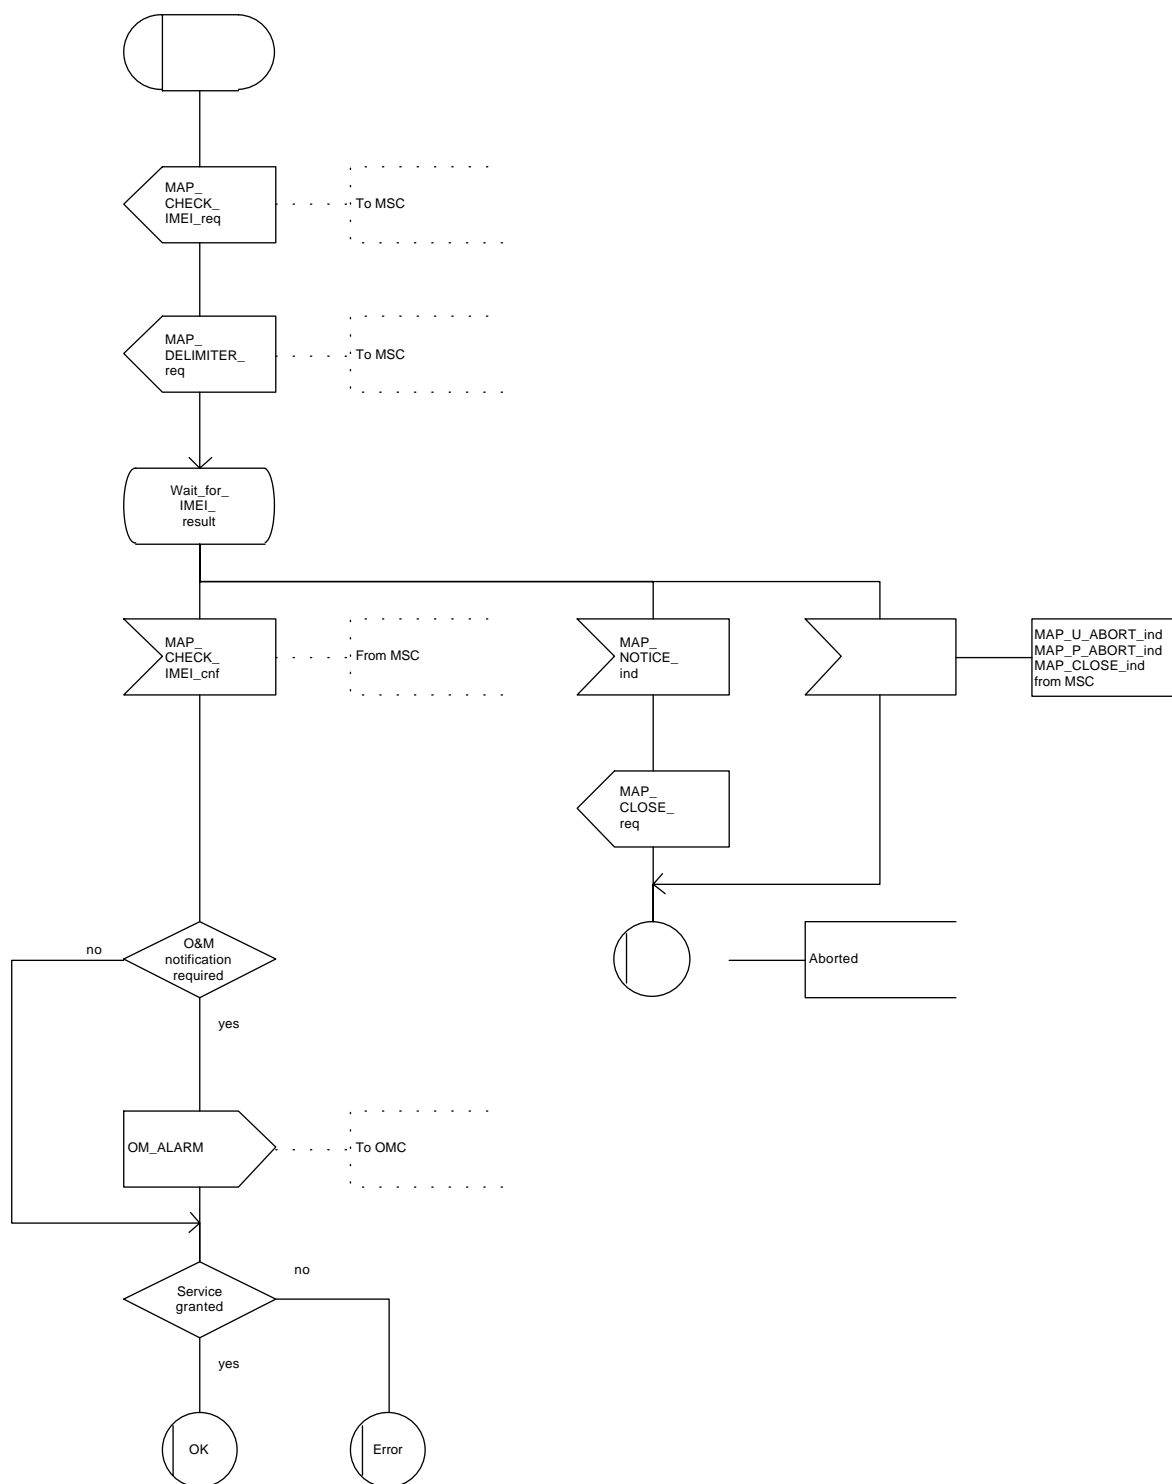 MAP_
CHECK_
IMEI_req
To MSC
MAP_
DELIMITER_
req
To MSC
Wait_for_
IMEI_
result
MAP_
CHECK_
IMEI_cnf
From MSC
MAP_
NOTICE_
ind
MAP_U_ABORT_ind
MAP_P_ABORT_ind
MAP_CLOSE_ind
from MSC
MAP_
CLOSE_
req
no
O&M
notification
required
Aborted
yes
OM_ALARM
To OMC
no
Service
granted
yes
OK
Error